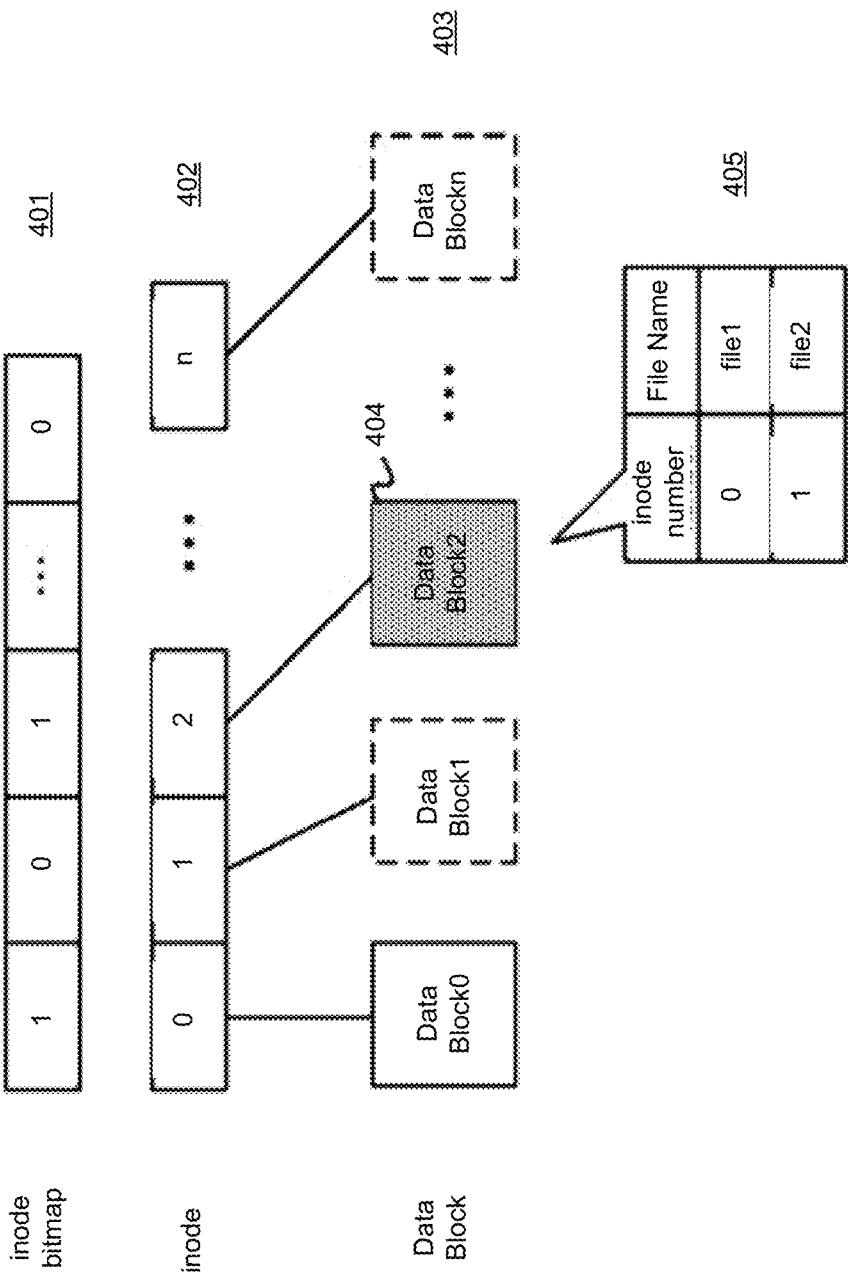 inode
bitmap
1 0 1 ... 0
401
inode
0 1 2 ... n
402
404
Data
Block
Data
Block0
Data
Block1
Data
Block2
...
Data
Blockn
403
inode
number
File Name
0 file1
1 file2
405